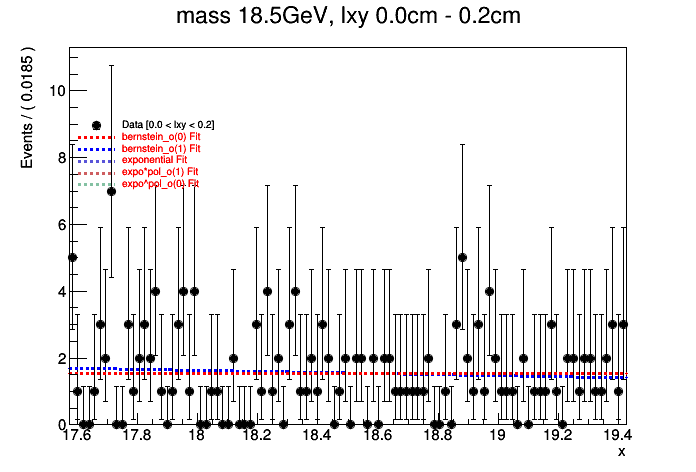 mass 18.5GeV, lxy 0.0cm - 0.2cm
Events / ( 0.0185 )
10
8
6
4
2
0
Data [0.0 < lxy < 0.2]
bernstein_o(0) Fit
bernstein_o(1) Fit
exponential Fit
expo*pol_o(1) Fit
expo^pol_o(0) Fit
17.6 17.8 18 18.2 18.4 18.6 18.8 19 19.2 19.4
x